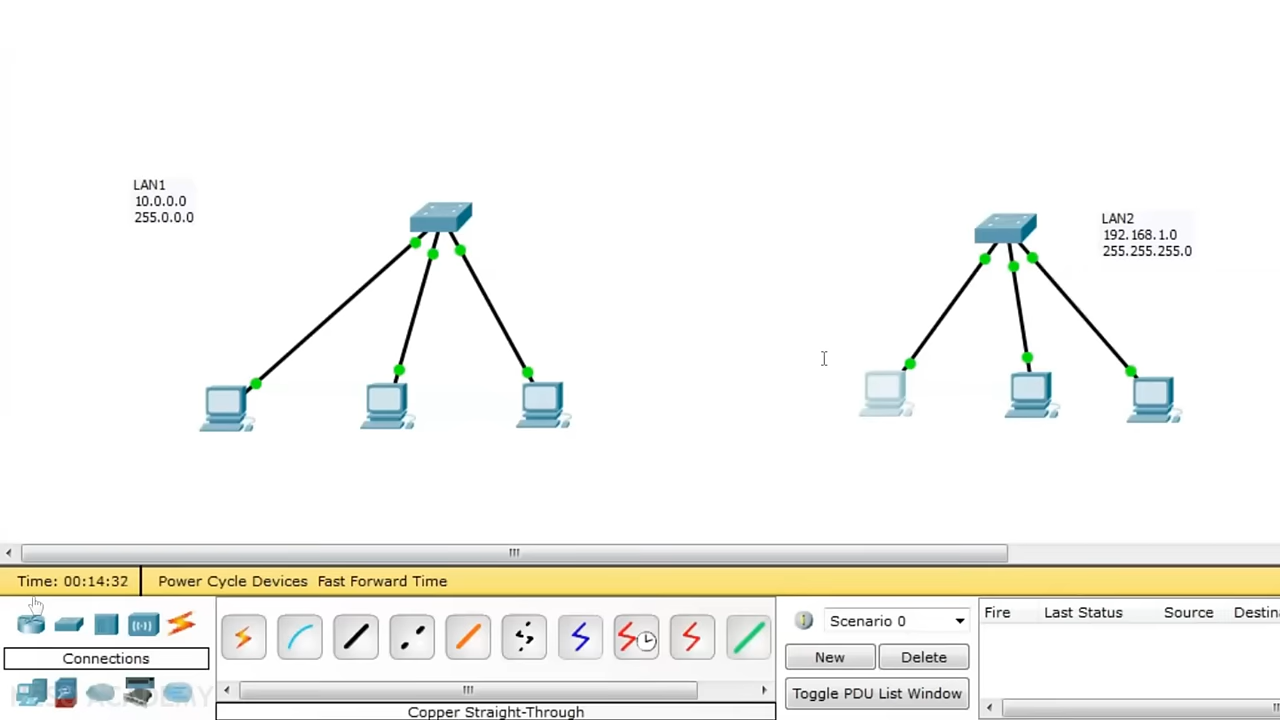 LAN1
10.0.0.0
255.0.0.0
LAN2
192.168.1.0
255.255.255.0
Time: 00:14:32
Power Cycle Devices Fast Forward Time
Connections
Copper Straight-Through
Scenario 0
New
Delete
Toggle PDU List Window
Fire
Last Status
Source
Destin
ACADEMY